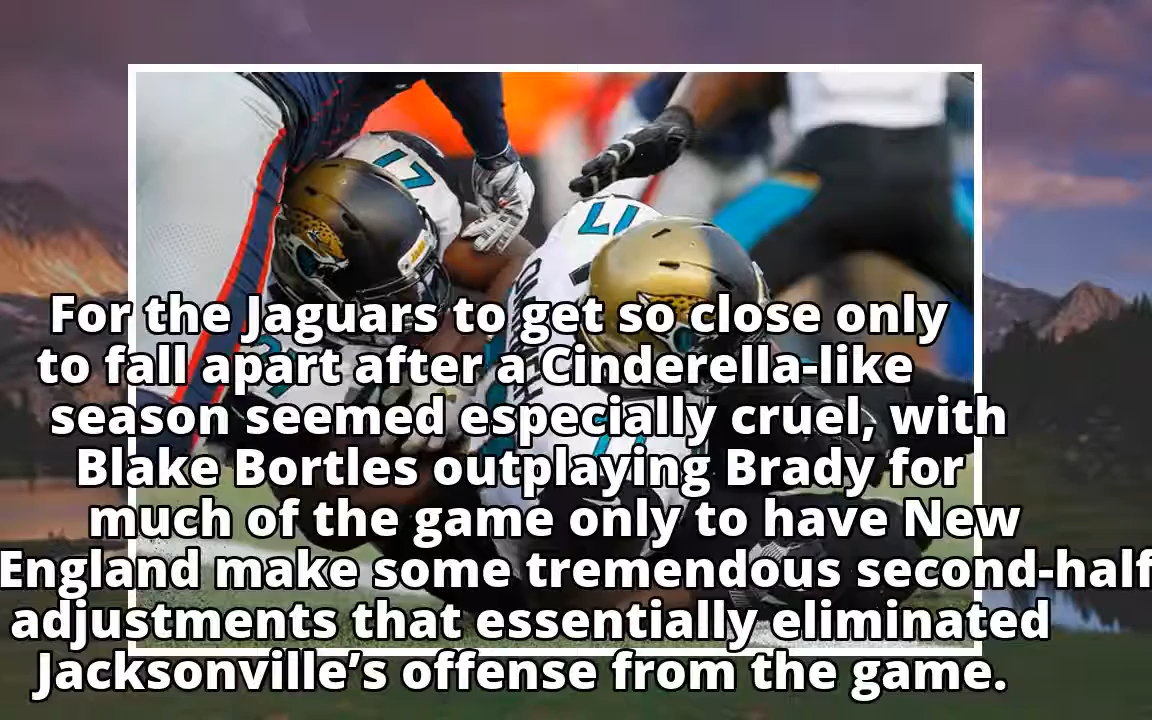 17
17
For the Jaguars to get so close only
to fall apart after a Cinderella-like
season seemed especially cruel, with
Blake Bortles outplaying Brady for
much of the game only to have New
England make some tremendous second-half
adjustments that essentially eliminated
Jacksonville’s offense from the game.